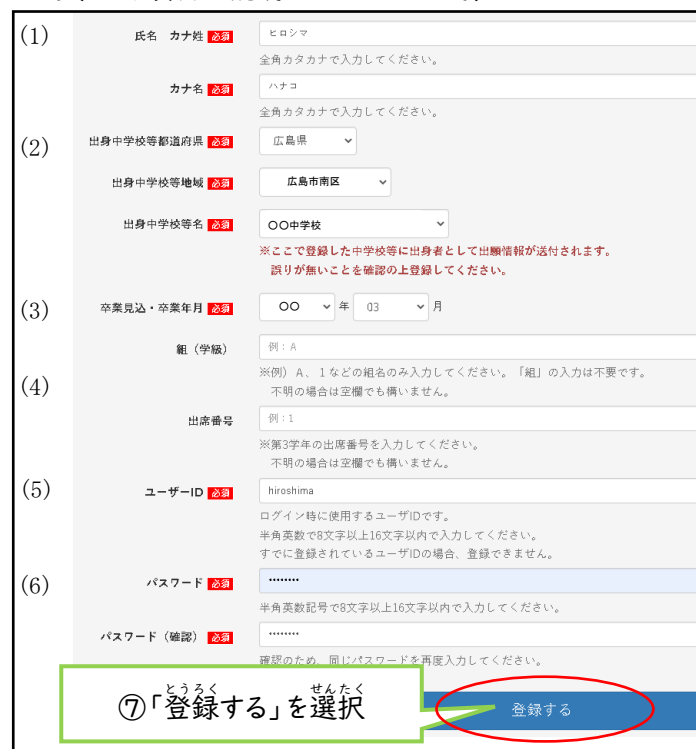 (1) 氏名 カナ姓 必須 ヒロシマ
全角カタカナで入力してください。
カナ名 必須 ハナコ
全角カタカナで入力してください。
(2) 出身中学校等都道府県 必須 広島県
出身中学校等地域 必須 広島市南区
出身中学校等名 必須 〇〇中学校
※ここで登録した中学校等に出身者として出願情報が送付されます。
誤りが無いことを確認の上登録してください。
(3) 卒業見込・卒業年月 必須 〇〇 年 03 月
組（学級） 例：A
※例）A、1などの組名のみ入力してください。「組」の入力は不要です。
(4) 不明の場合は空欄でも構いません。
出席番号 例：1
※第3学年の出席番号を入力してください。
不明の場合は空欄でも構いません。
(5) ユーザーID 必須 hiroshima
ログイン時に使用するユーザIDです。
半角英数で8文字以上16文字以内で入力してください。
すでに登録されているユーザIDの場合、登録できません。
(6) パスワード 必須 ••••••••
半角英数記号で8文字以上16文字以内で入力してください。
パスワード（確認） 必須 ••••••••
確認のため、同じパスワードを再度入力してください。
とうろく せんたく
⑦「登録する」を選択 登録する